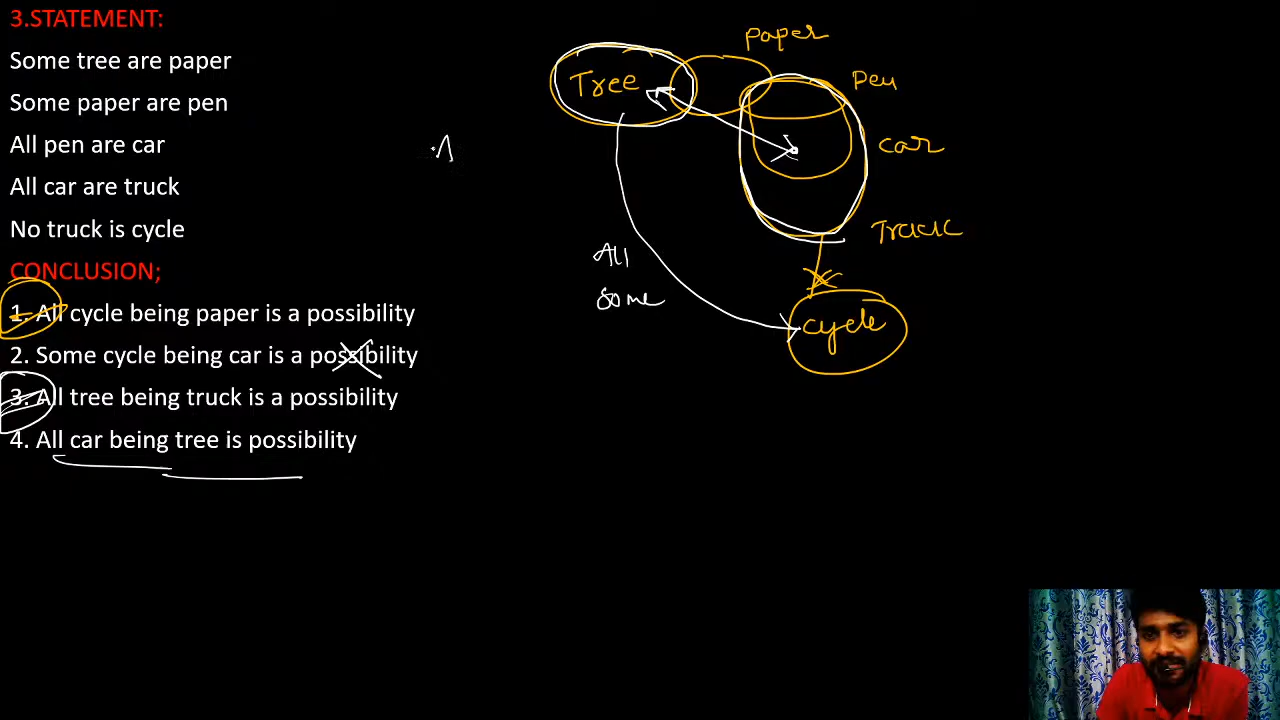 3.STATEMENT:
Some tree are paper
Some paper are pen
All pen are car
All car are truck
No truck is cycle
CONCLUSION;
1. All cycle being paper is a possibility
2. Some cycle being car is a possibility
3. All tree being truck is a possibility
4. All car being tree is possibility
paper
Tree
Pen
car
Truck
All
Some
cycle